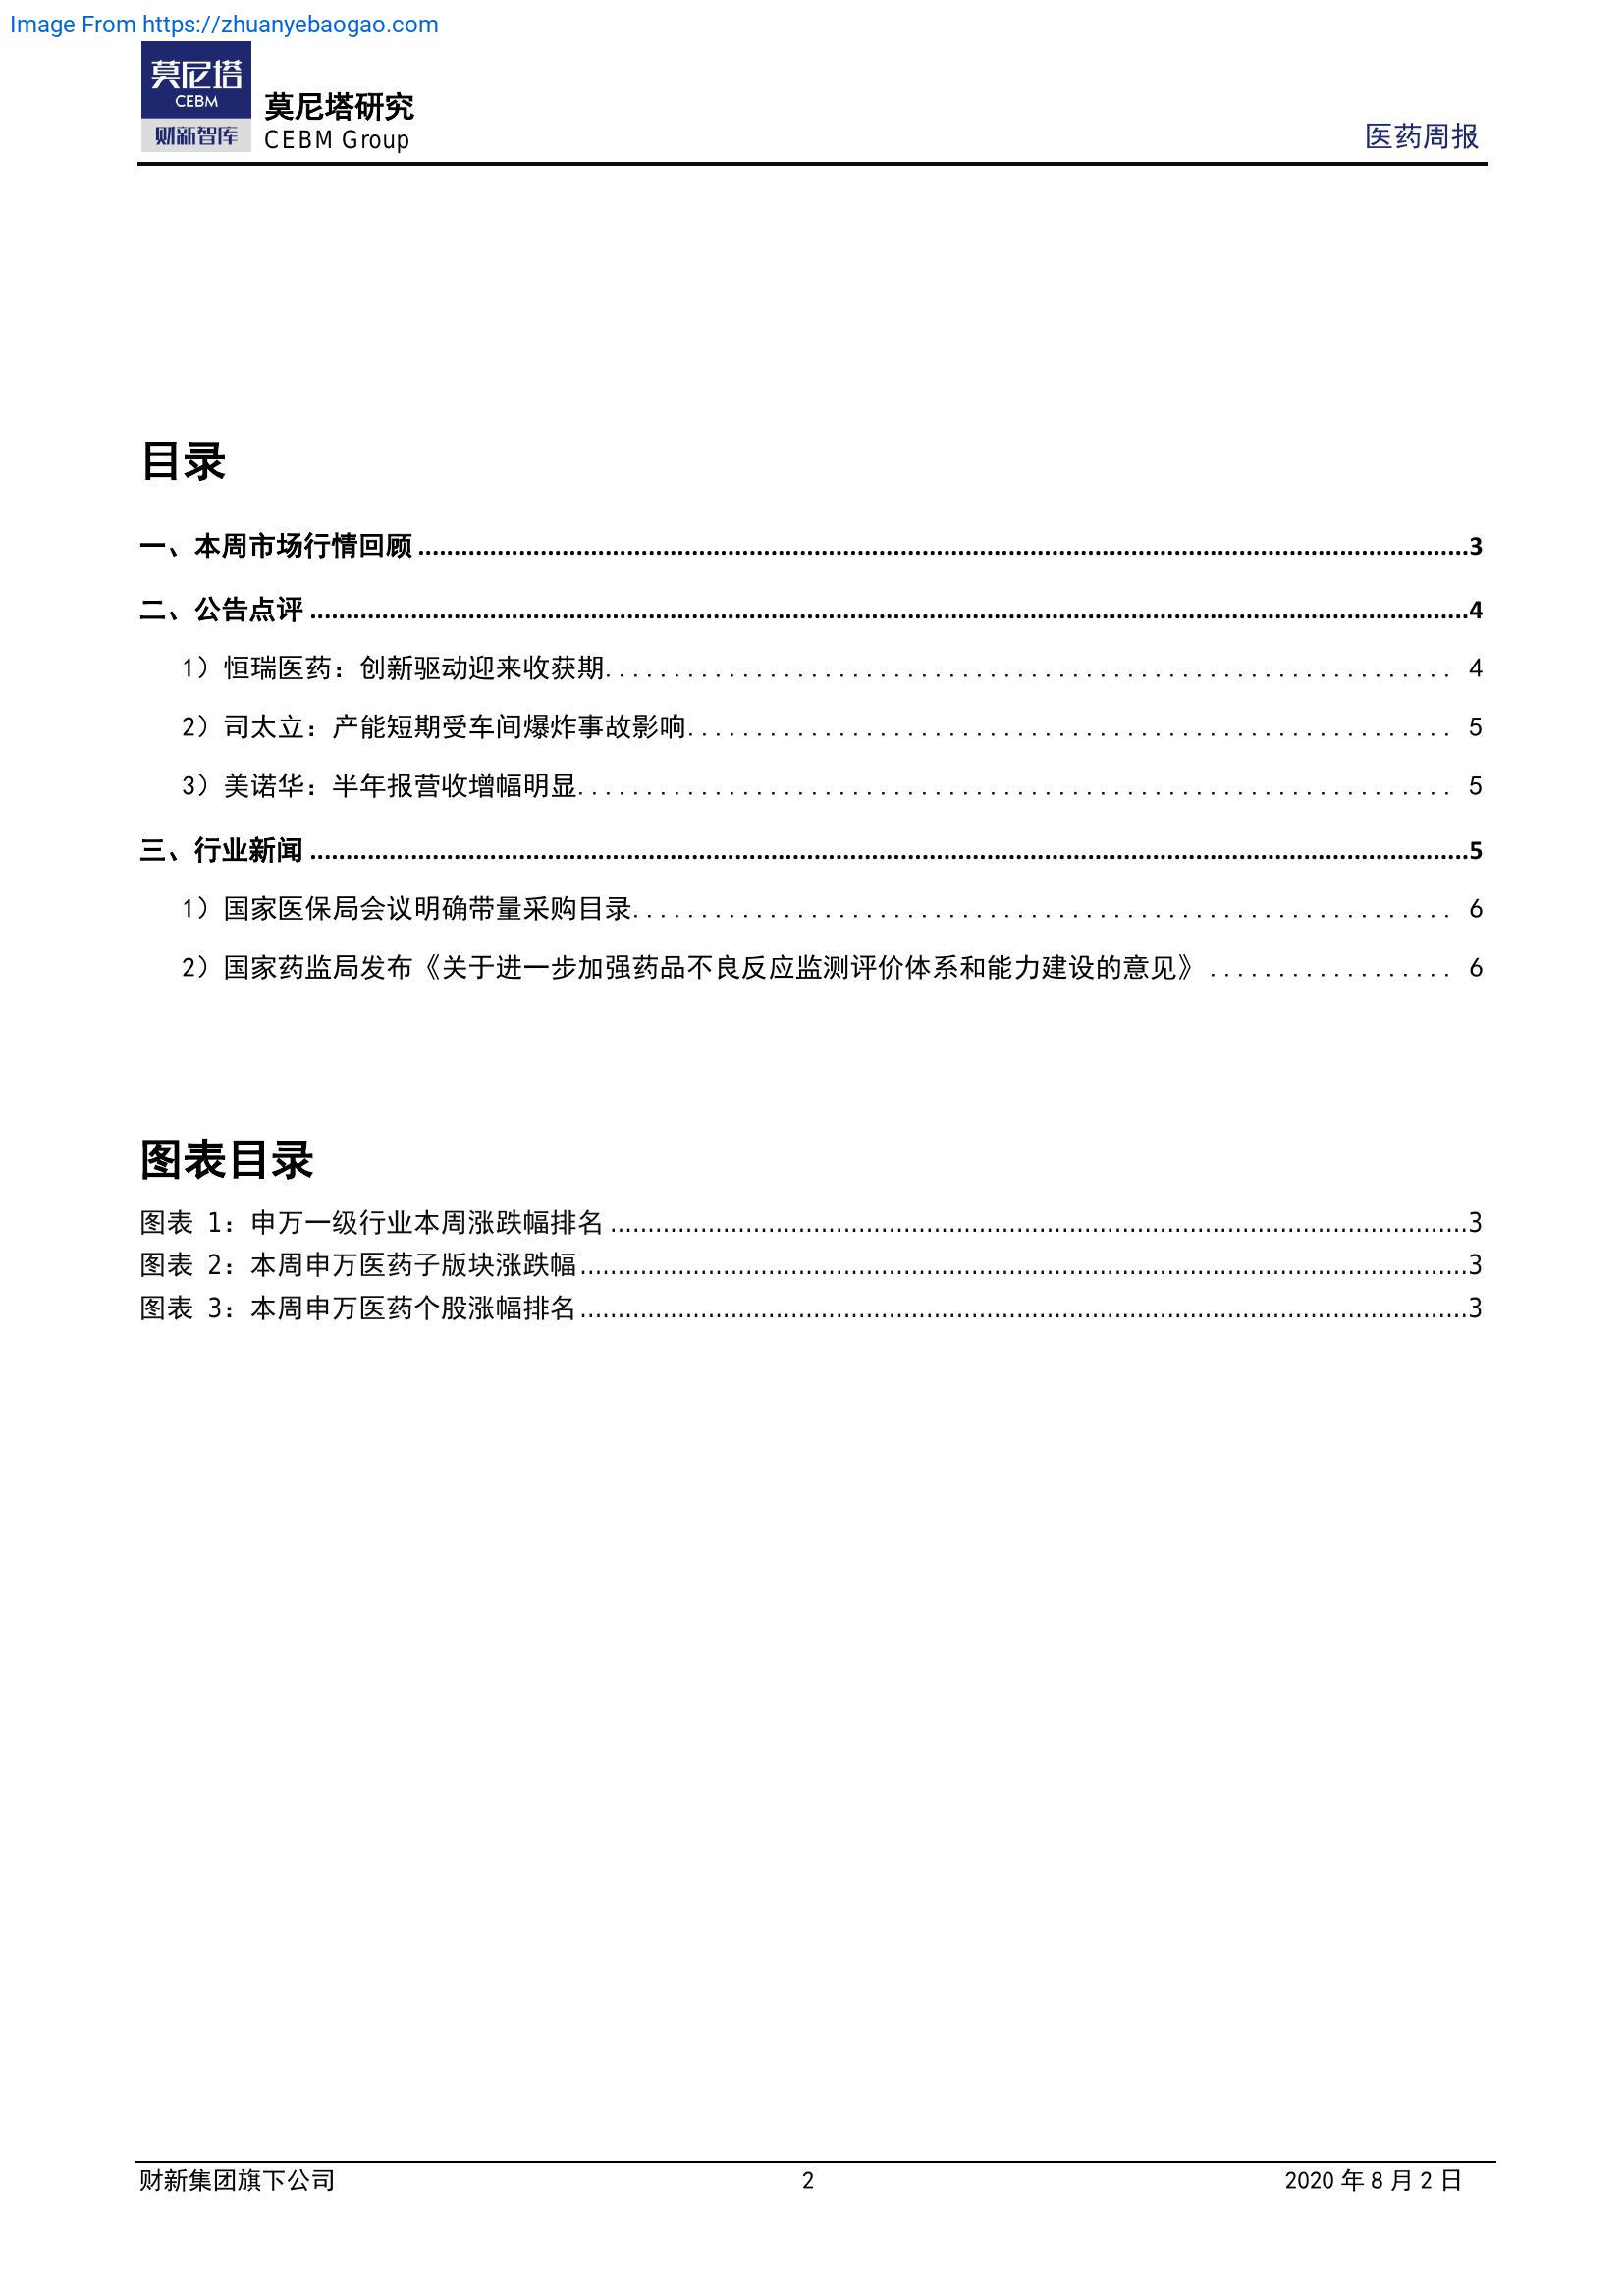 Image From https://zhuanyebaogao.com
莫尼塔
CEBM
财新智库
莫尼塔研究
CEBM Group
医药周报
目录
一、本周市场行情回顾........................................3
二、公告点评........................................4
1）恒瑞医药：创新驱动迎来收获期........................................ 4
2）司太立：产能短期受车间爆炸事故影响........................................ 5
3）美诺华：半年报营收增幅明显........................................ 5
三、行业新闻........................................5
1）国家医保局会议明确带量采购目录........................................ 6
2）国家药监局发布《关于进一步加强药品不良反应监测评价体系和能力建设的意见》.................. 6
图表目录
图表 1：申万一级行业本周涨跌幅排名........................................3
图表 2：本周申万医药子版块涨跌幅........................................3
图表 3：本周申万医药个股涨幅排名........................................3
财新集团旗下公司
2
2020 年 8 月 2 日